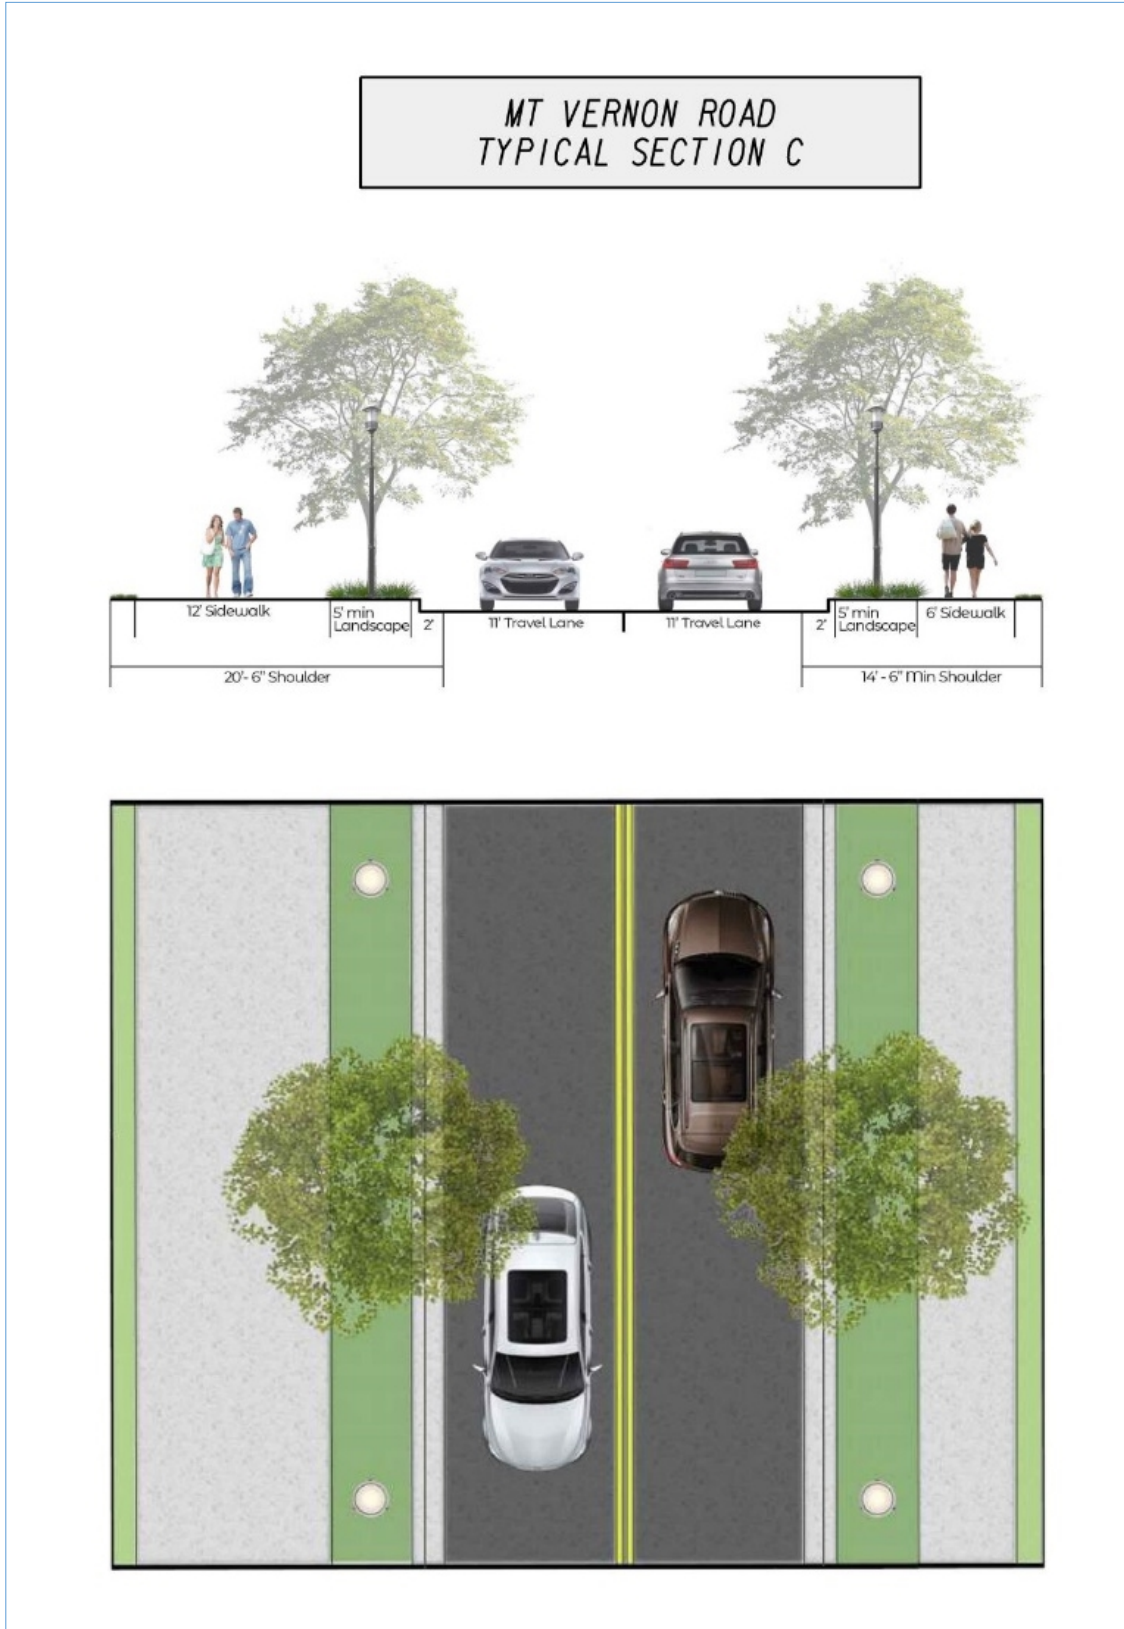 MT VERNON ROAD
TYPICAL SECTION C
12' Sidewalk
5' min
Landscape
2'
11' Travel Lane
11' Travel Lane
2'
5' min
Landscape
6' Sidewalk
20'- 6" Shoulder
14' - 6" Min Shoulder